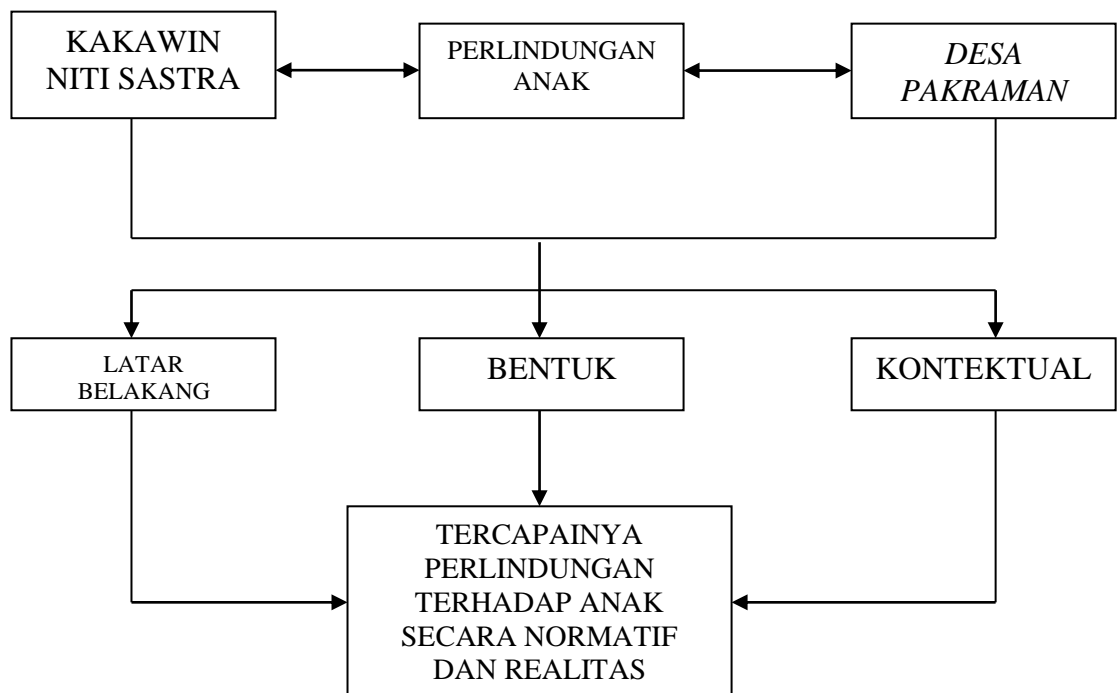 KAKAWIN
NITI SASTRA
PERLINDUNGAN
ANAK
DESA
PAKRAMAN
LATAR
BELAKANG
BENTUK
KONTEKTUAL
TERCAPAINYA
PERLINDUNGAN
TERHADAP ANAK
SECARA NORMATIF
DAN REALITAS